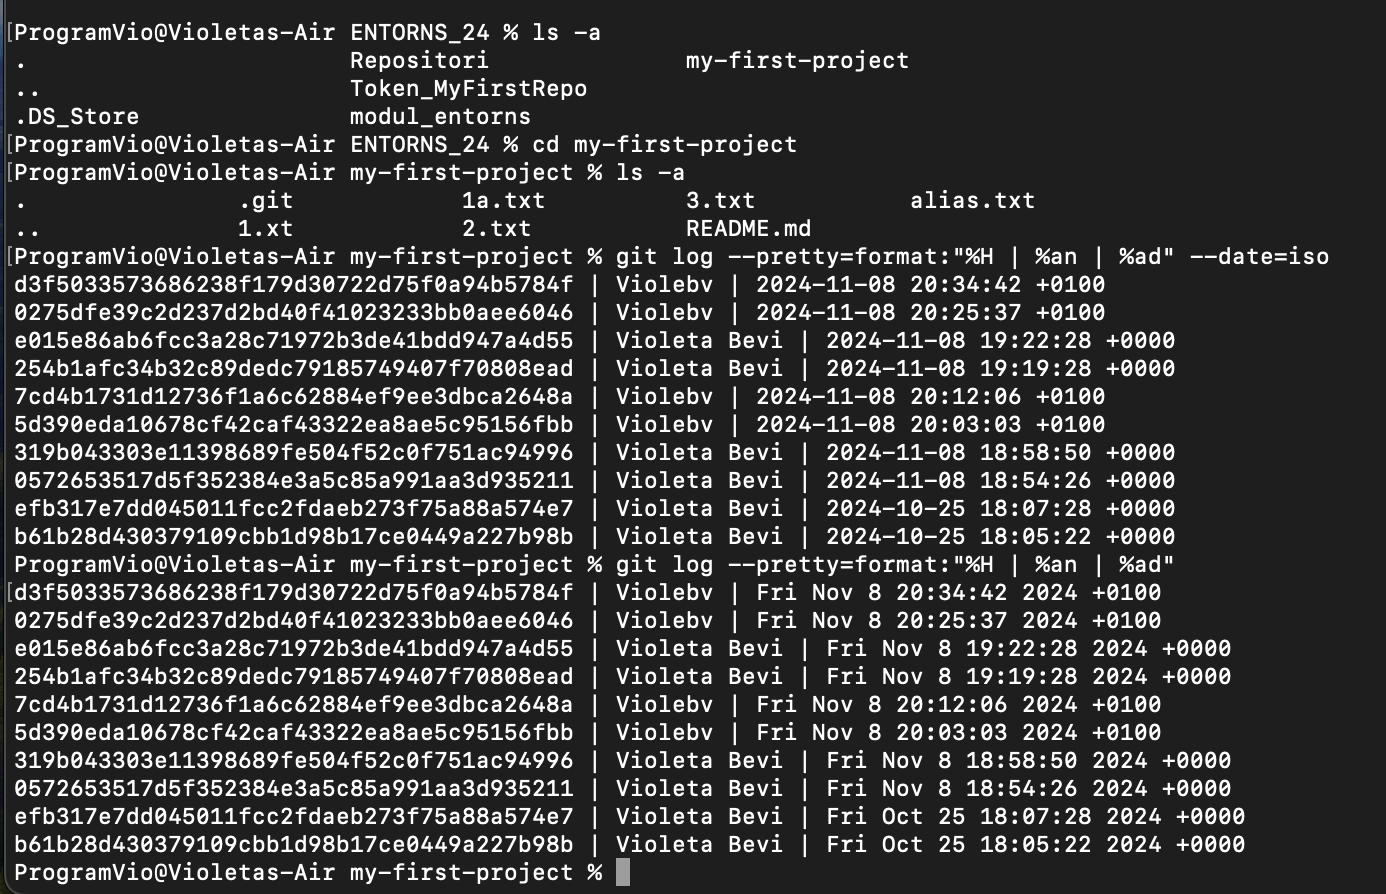 [ProgramVio@Violetas-Air ENTORNS_24 % ls -a
. Repositori my-first-project
.. Token_MyFirstRepo
.DS_Store modul_entorns
[ProgramVio@Violetas-Air ENTORNS_24 % cd my-first-project
[ProgramVio@Violetas-Air my-first-project % ls -a
. .git 1a.txt 3.txt alias.txt
.. 1.xt 2.txt README.md
[ProgramVio@Violetas-Air my-first-project % git log --pretty=format:"%H | %an | %ad" --date=iso
d3f5033573686238f179d30722d75f0a94b5784f | Violebv | 2024-11-08 20:34:42 +0100
0275dfe39c2d237d2bd40f41023233bb0aee6046 | Violebv | 2024-11-08 20:25:37 +0100
e015e86ab6fcc3a28c71972b3de41bdd947a4d55 | Violeta Bevi | 2024-11-08 19:22:28 +0000
254b1afc34b32c89dedc79185749407f70808ead | Violeta Bevi | 2024-11-08 19:19:28 +0000
7cd4b1731d12736f1a6c62884ef9ee3dbca2648a | Violebv | 2024-11-08 20:12:06 +0100
5d390eda10678cf42caf43322ea8ae5c95156fbb | Violebv | 2024-11-08 20:03:03 +0100
319b043303e11398689fe504f52c0f751ac94996 | Violeta Bevi | 2024-11-08 18:58:50 +0000
0572653517d5f352384e3a5c85a991aa3d935211 | Violeta Bevi | 2024-11-08 18:54:26 +0000
efb317e7dd045011fcc2fdaeb273f75a88a574e7 | Violeta Bevi | 2024-10-25 18:07:28 +0000
b61b28d430379109cbb1d98b17ce0449a227b98b | Violeta Bevi | 2024-10-25 18:05:22 +0000
ProgramVio@Violetas-Air my-first-project % git log --pretty=format:"%H | %an | %ad"
[d3f5033573686238f179d30722d75f0a94b5784f | Violebv | Fri Nov 8 20:34:42 2024 +0100
0275dfe39c2d237d2bd40f41023233bb0aee6046 | Violebv | Fri Nov 8 20:25:37 2024 +0100
e015e86ab6fcc3a28c71972b3de41bdd947a4d55 | Violeta Bevi | Fri Nov 8 19:22:28 2024 +0000
254b1afc34b32c89dedc79185749407f70808ead | Violeta Bevi | Fri Nov 8 19:19:28 2024 +0000
7cd4b1731d12736f1a6c62884ef9ee3dbca2648a | Violebv | Fri Nov 8 20:12:06 2024 +0100
5d390eda10678cf42caf43322ea8ae5c95156fbb | Violebv | Fri Nov 8 20:03:03 2024 +0100
319b043303e11398689fe504f52c0f751ac94996 | Violeta Bevi | Fri Nov 8 18:58:50 2024 +0000
0572653517d5f352384e3a5c85a991aa3d935211 | Violeta Bevi | Fri Nov 8 18:54:26 2024 +0000
efb317e7dd045011fcc2fdaeb273f75a88a574e7 | Violeta Bevi | Fri Oct 25 18:07:28 2024 +0000
b61b28d430379109cbb1d98b17ce0449a227b98b | Violeta Bevi | Fri Oct 25 18:05:22 2024 +0000
ProgramVio@Violetas-Air my-first-project %